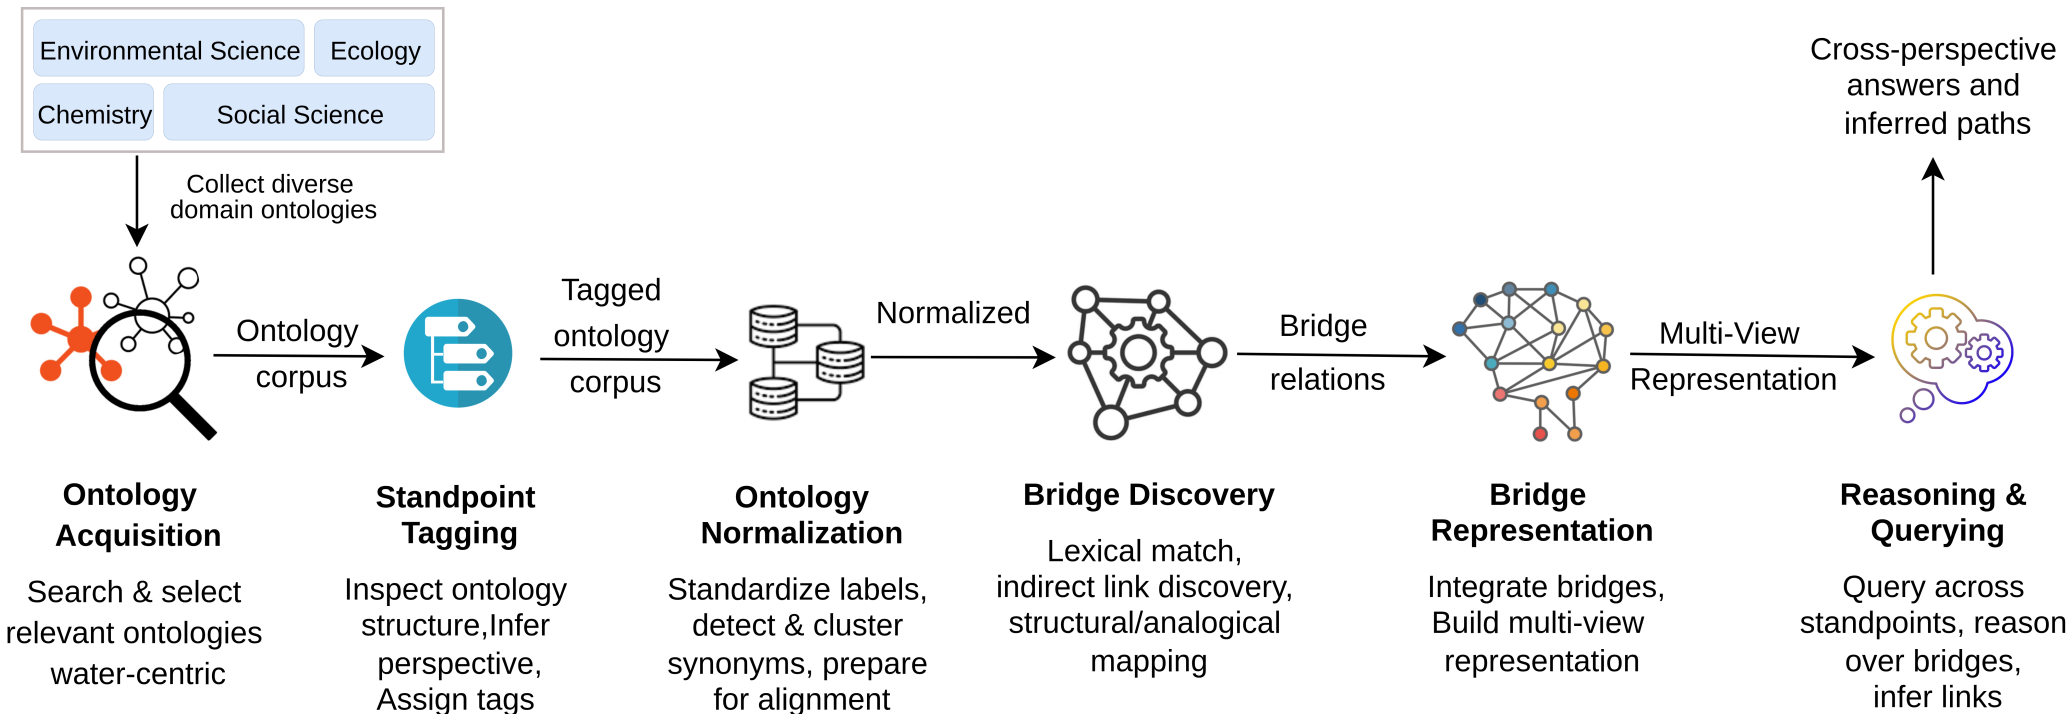 Environmental Science
Ecology
Chemistry
Social Science
Collect diverse
domain ontologies
Cross-perspective
answers and
inferred paths
Ontology
corpus
Tagged
ontology
corpus
Normalized
Bridge
relations
Multi-View
Representation
Ontology
Acquisition
Search & select
relevant ontologies
water-centric
Standpoint
Tagging
Inspect ontology
structure,Infer
perspective,
Assign tags
Ontology
Normalization
Standardize labels,
detect & cluster
synonyms, prepare
for alignment
Bridge Discovery
Lexical match,
indirect link discovery,
structural/analogical
mapping
Bridge
Representation
Integrate bridges,
Build multi-view
representation
Reasoning &
Querying
Query across
standpoints, reason
over bridges,
infer links